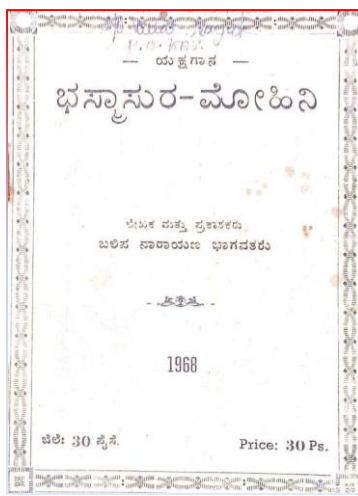 — ಯಕ್ಷಗಾನ —
ಭಸ್ಮಾಸುರ-ಮೋಹಿನಿ
ಲೇಖಕ ಮತ್ತು ಪ್ರಕಾಶಕರು
ಬಲಿಪ ನಾರಾಯಣ ಭಾಗವತರು
1968
ಬೆಲೆ: 30 ಪೈಸೆ.
Price: 30 Ps.